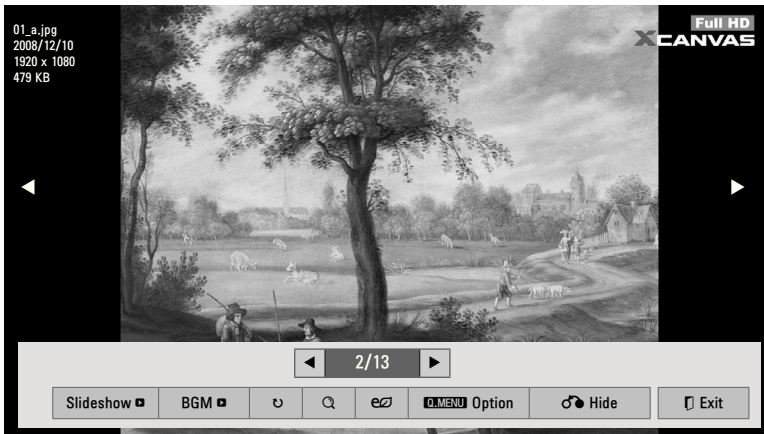 01_a.jpg
2008/12/10
1920 x 1080
479 KB
Full HD
XCANVAS
2/13
Slideshow BGM Q.MENU Option Hide Exit